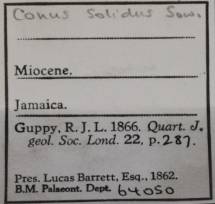 Conus solidus Sow.
Miocene.
Jamaica.
Guppy, R. J. L. 1866. Quart. J.
geol. Soc. Lond. 22, p. 287.
Pres. Lucas Barrett, Esq., 1862.
B.M. Palaeont. Dept. 64050